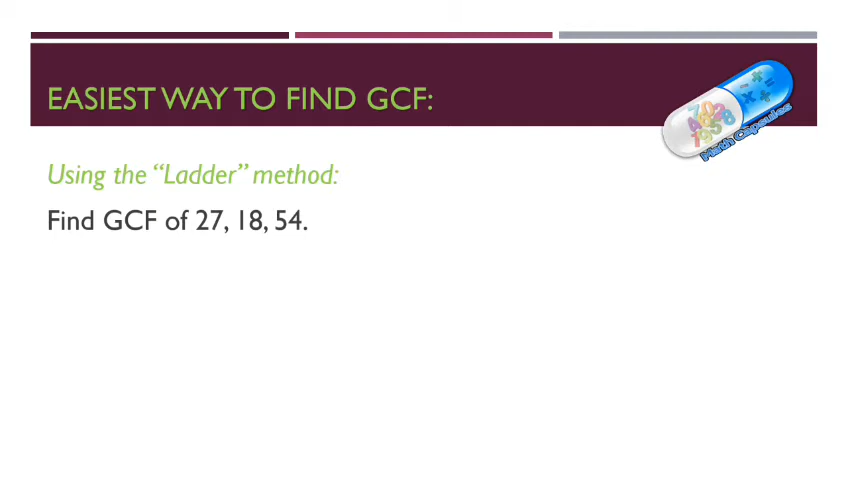 EASIEST WAY TO FIND GCF:
Using the “Ladder” method:
Find GCF of 27, 18, 54.
Math Capsules